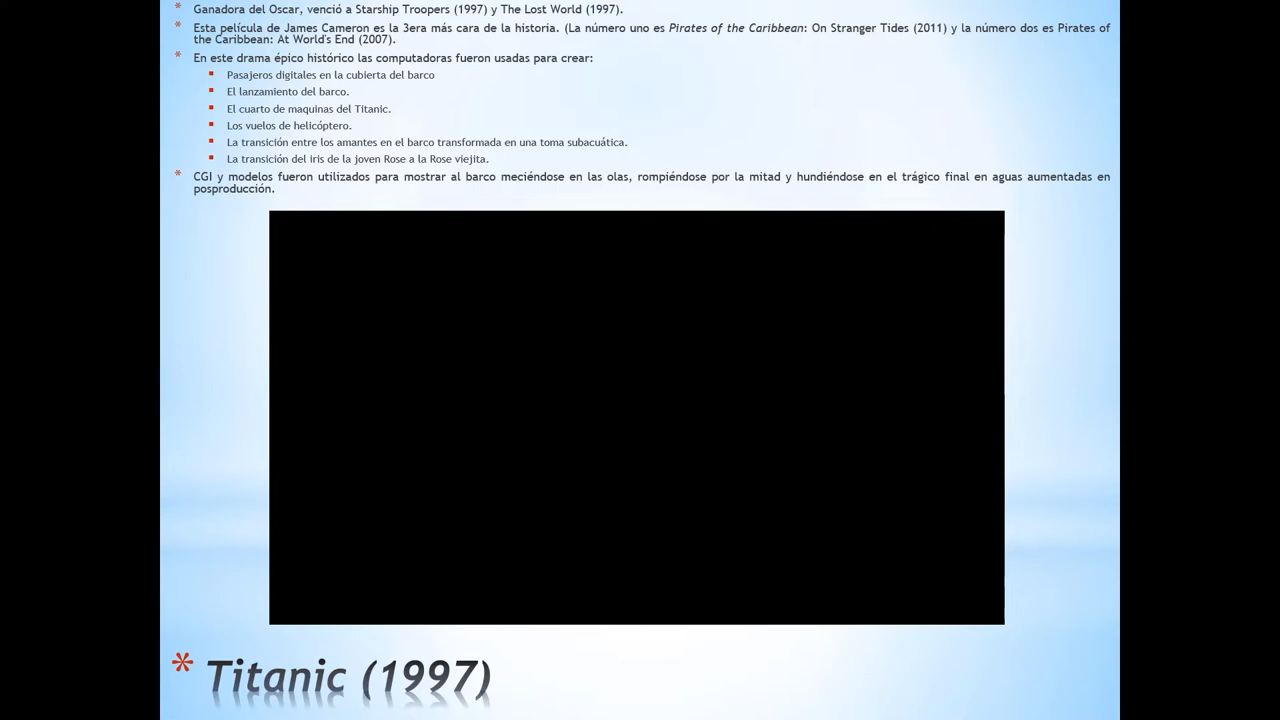 * Ganadora del Oscar, venció a Starship Troopers (1997) y The Lost World (1997).
* Esta película de James Cameron es la 3era más cara de la historia. (La número uno es Pirates of the Caribbean: On Stranger Tides (2011) y la número dos es Pirates of
the Caribbean: At World's End (2007).
* En este drama épico histórico las computadoras fueron usadas para crear:
▪ Pasajeros digitales en la cubierta del barco
▪ El lanzamiento del barco.
▪ El cuarto de maquinas del Titanic.
▪ Los vuelos de helicóptero.
▪ La transición entre los amantes en el barco transformada en una toma subacuática.
▪ La transición del iris de la joven Rose a la Rose viejita.
* CGI y modelos fueron utilizados para mostrar al barco meciéndose en las olas, rompiéndose por la mitad y hundiéndose en el trágico final en aguas aumentadas en
posproducción.
* Titanic (1997)